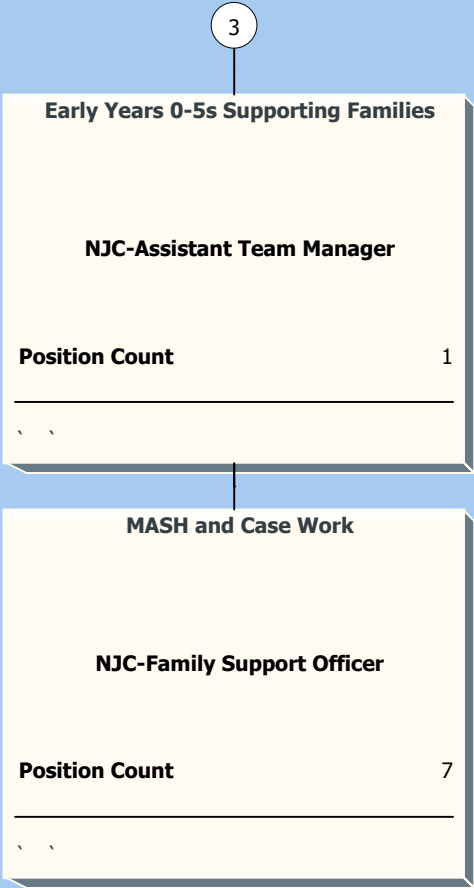 3
Early Years 0-5s Supporting Families
NJC-Assistant Team Manager
Position Count 1
` `
MASH and Case Work
NJC-Family Support Officer
Position Count 7
` `